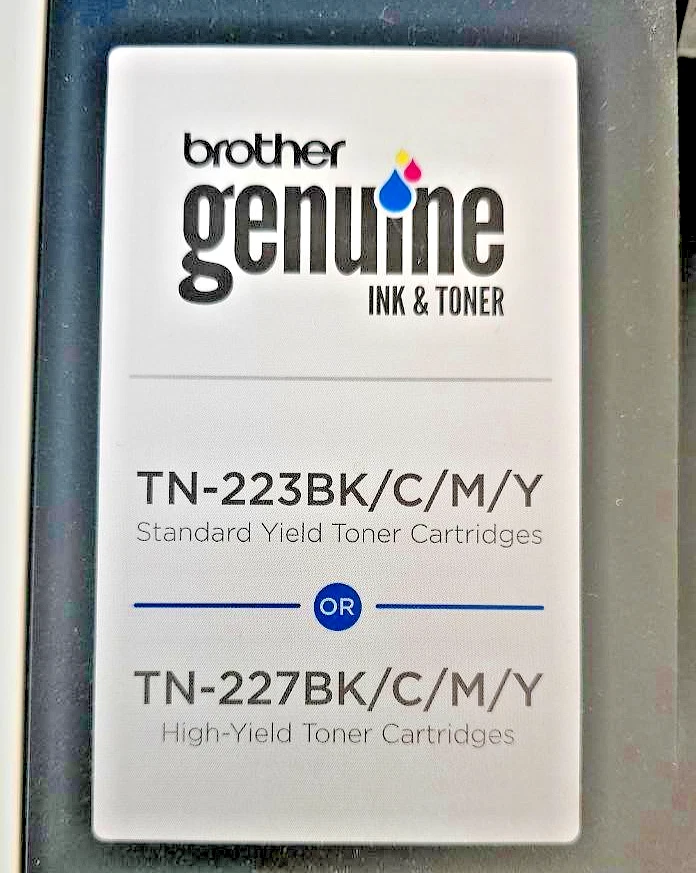 brother
genuine
INK & TONER
TN-223BK/C/M/Y
Standard Yield Toner Cartridges
OR
TN-227BK/C/M/Y
High-Yield Toner Cartridges